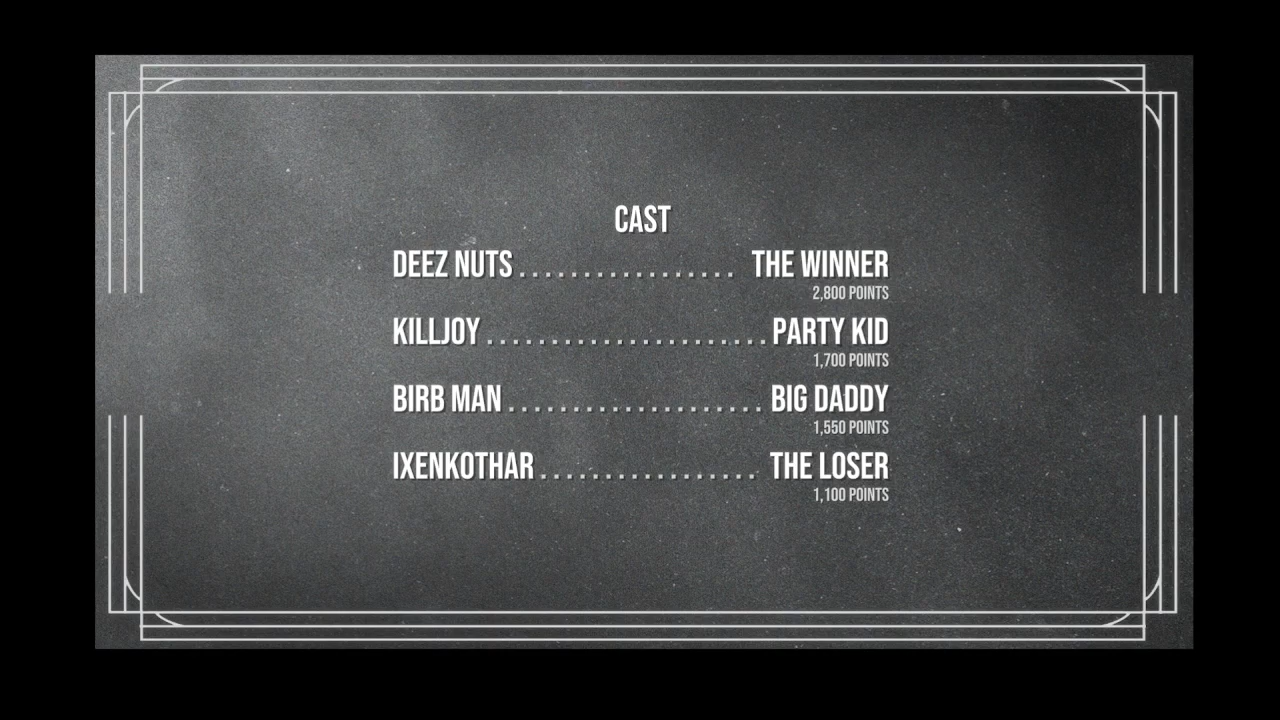 CAST
DEEZ NUTS . . . . . . . . . . . . . . . . . THE WINNER
2,800 POINTS
KILLJOY . . . . . . . . . . . . . . . . . . . . . . PARTY KID
1,700 POINTS
BIRB MAN . . . . . . . . . . . . . . . . . . . . BIG DADDY
1,550 POINTS
IXENKOTHAR . . . . . . . . . . . . . . . . . THE LOSER
1,100 POINTS